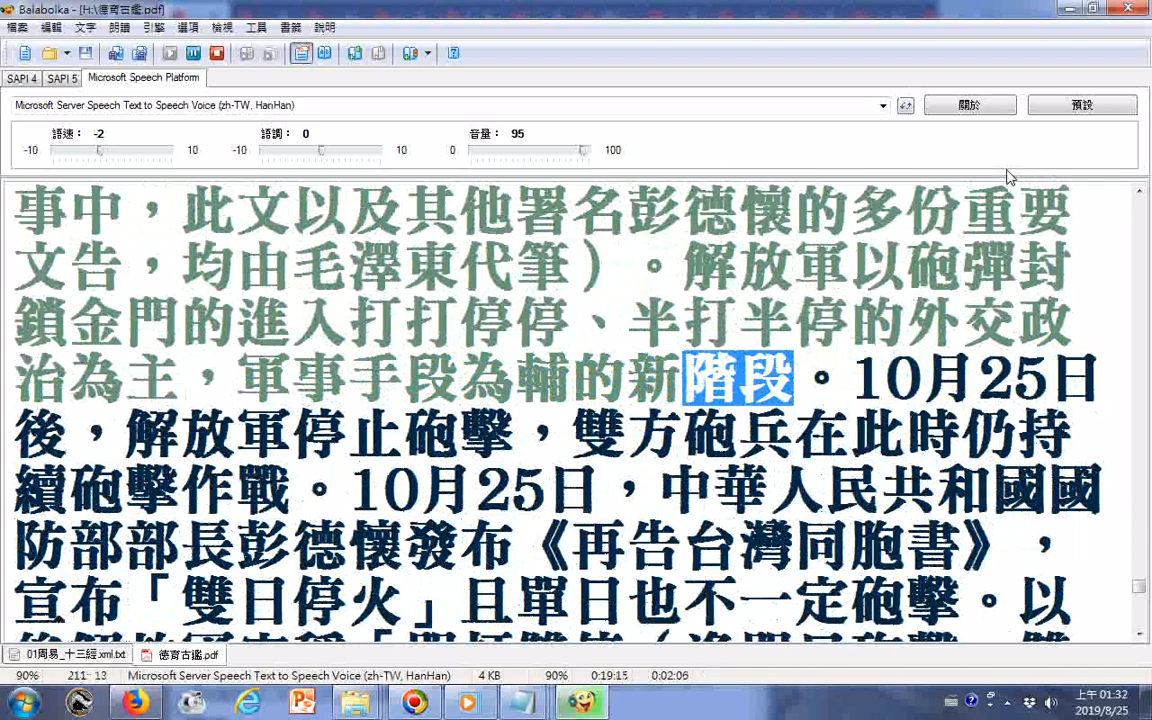 Balabolka - [H:\德育古鑑.pdf]
檔案 編輯 文字 朗讀 引擎 選項 檢視 工具 書籤 說明
SAPI 4 SAPI 5 Microsoft Speech Platform
Microsoft Server Speech Text to Speech Voice (zh-TW, HanHan) 關於 預設
語速： -2 語調： 0 音量： 95
-10 10 -10 10 0 100
事中，此文以及其他署名彭德懷的多份重要
文告，均由毛澤東代筆）。解放軍以砲彈封
鎖金門的進入打打停停、半打半停的外交政
治為主，軍事手段為輔的新階段。10月25日
後，解放軍停止砲擊，雙方砲兵在此時仍持
續砲擊作戰。10月25日，中華人民共和國國
防部部長彭德懷發布《再告台灣同胞書》，
宣布「雙日停火」且單日也不一定砲擊。以
01周易_十三經.xml.txt 德育古鑑.pdf
90% 211: 13 Microsoft Server Speech Text to Speech Voice (zh-TW, HanHan) 4 KB 90% 0:19:15 0:02:06
上午 01:32
2019/8/25